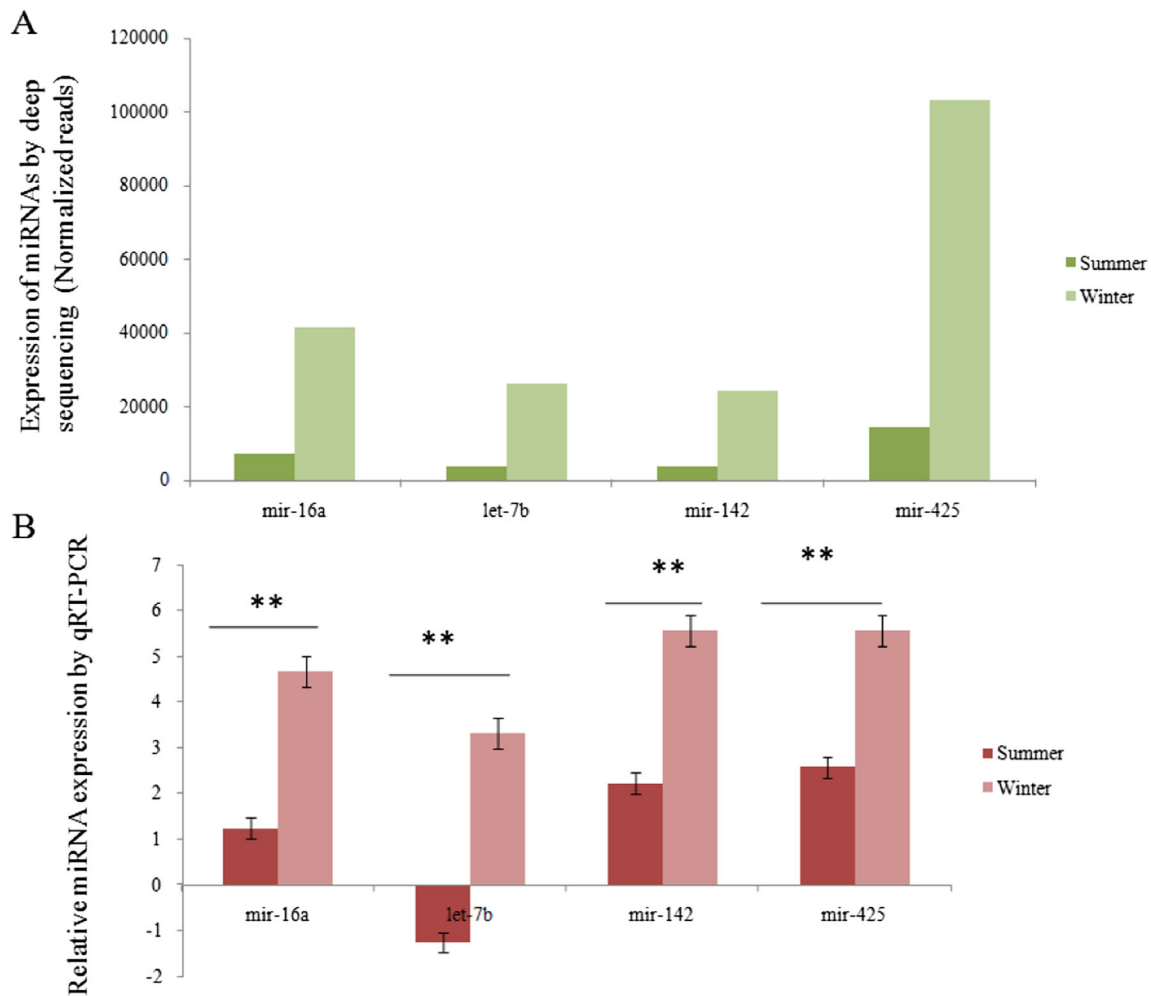 A
Expression of miRNAs by deep
sequencing (Normalized reads)
120000
100000
80000
60000
40000
20000
0
mir-16a let-7b mir-142 mir-425
Summer
Winter
B
Relative miRNA expression by qRT-PCR
7
6
5
4
3
2
1
0
-1
-2
** ** ** **
mir-16a let-7b mir-142 mir-425
Summer
Winter